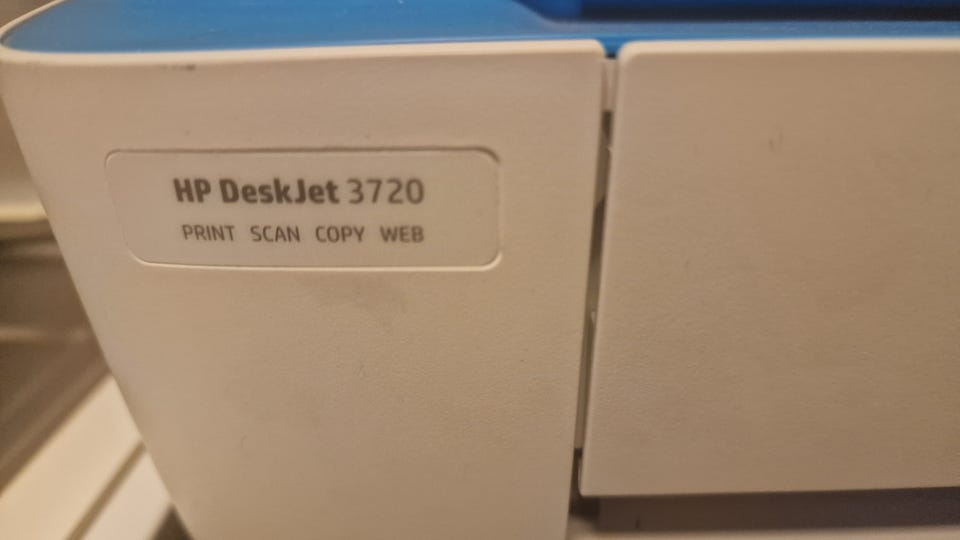 HP DeskJet 3720
PRINT SCAN COPY WEB